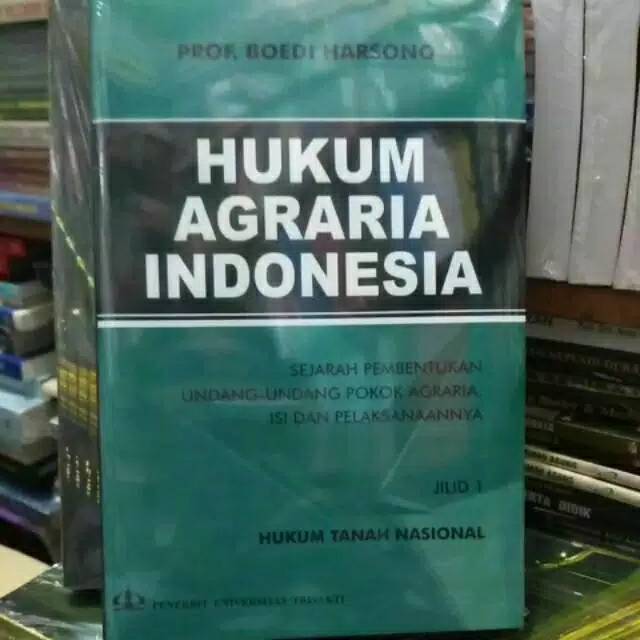 PROF. BOEDI HARSONO
HUKUM
AGRARIA
INDONESIA
SEJARAH PEMBENTUKAN
UNDANG-UNDANG POKOK AGRARIA,
ISI DAN PELAKSANAANNYA
JILID 1
HUKUM TANAH NASIONAL
PENERBIT UNIVERSITAS TRISAKTI
DIDIK